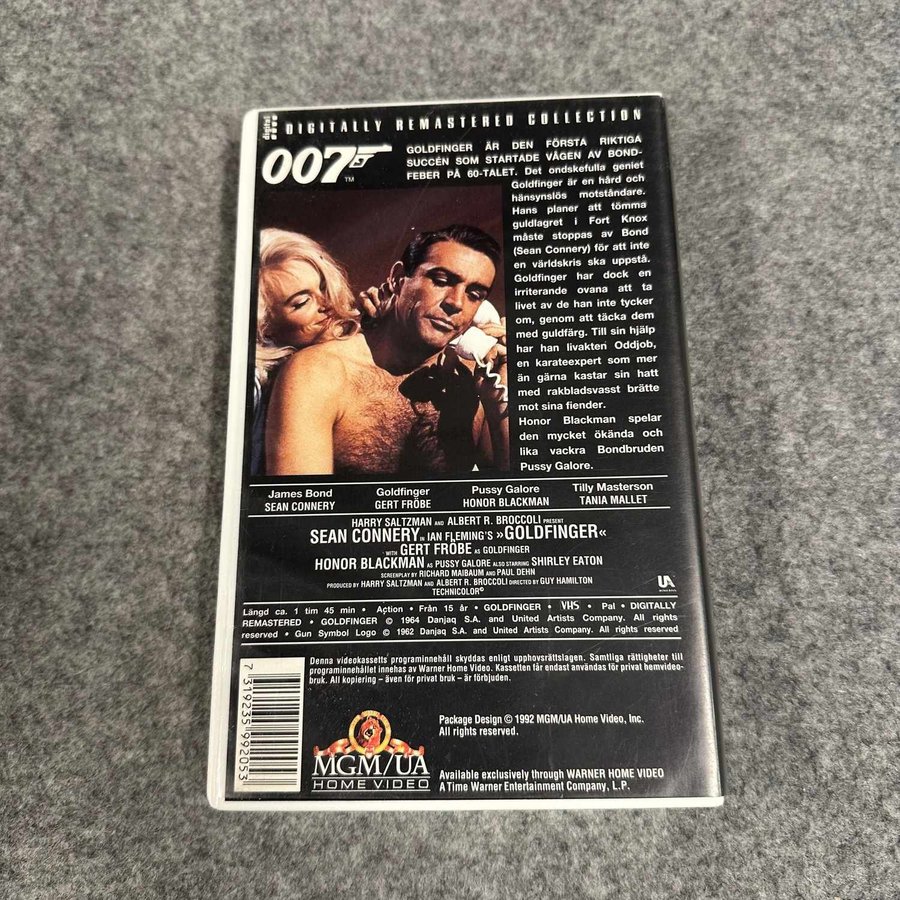 digital
DIGITALLY REMASTERED COLLECTION
007
TM
GOLDFINGER ÄR DEN FÖRSTA RIKTIGA
SUCCÉN SOM STARTADE VÅGEN AV BOND-
FEBER PÅ 60-TALET. Det ondskefulla geniet
Goldfinger är en hård och
hänsynslös motståndare.
Hans planer att tömma
guldlagret i Fort Knox
måste stoppas av Bond
(Sean Connery) för att inte
en världskris ska uppstå.
Goldfinger har dock en
irriterande ovana att ta
livet av de han inte tycker
om, genom att täcka dem
med guldfärg. Till sin hjälp
har han livakten Oddjob,
en karateexpert som mer
än gärna kastar sin hatt
med rakbladsvasst brätte
mot sina fiender.
Honor Blackman spelar
den mycket ökända och
lika vackra Bondbruden
Pussy Galore.
James Bond Goldfinger Pussy Galore Tilly Masterson
SEAN CONNERY GERT FRÖBE HONOR BLACKMAN TANIA MALLET
HARRY SALTZMAN AND ALBERT R. BROCCOLI PRESENT
SEAN CONNERY IN IAN FLEMING'S »GOLDFINGER«
WITH GERT FRÖBE AS GOLDFINGER
HONOR BLACKMAN AS PUSSY GALORE ALSO STARRING SHIRLEY EATON
SCREENPLAY BY RICHARD MAIBAUM AND PAUL DEHN
PRODUCED BY HARRY SALTZMAN AND ALBERT R. BROCCOLI DIRECTED BY GUY HAMILTON
TECHNICOLOR®
UA
Längd ca. 1 tim 45 min • Action • Från 15 år • GOLDFINGER • VHS • Pal • DIGITALLY
REMASTERED • GOLDFINGER © 1964 Danjaq S.A. and United Artists Company. All rights
reserved • Gun Symbol Logo © 1962 Danjaq S.A. and United Artists Company. All rights reserved
Denna videokassetts programinnehåll skyddas enligt upphovsrättslagen. Samtliga rättigheter till
programinnehållet innehas av Warner Home Video. Kassetten får endast användas för privat hemvideo-
bruk. All kopiering – även för privat bruk – är förbjuden.
7 319235 992053
MGM/UA
HOME VIDEO
Package Design © 1992 MGM/UA Home Video, Inc.
All rights reserved.
Available exclusively through WARNER HOME VIDEO
A Time Warner Entertainment Company, L.P.